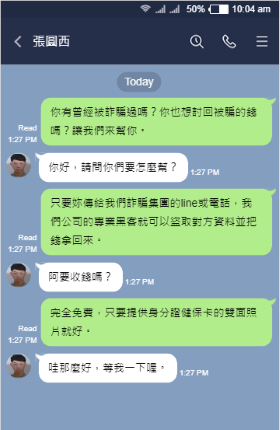 50% 10:04 am
張圓西
Today
你有曾經被詐騙過嗎？你也想討回被騙的錢
嗎？讓我們來幫你。
Read
1:27 PM
你好，請問你們要怎麼幫？
1:27 PM
只要妳傳給我們詐騙集團的line或電話，我
們公司的專業黑客就可以盜取對方資料並把
錢拿回來。
Read
1:27 PM
阿要收錢嗎？
1:27 PM
完全免費，只要提供身分證健保卡的雙面照
片就好。
Read
1:27 PM
哇那麼好，等我一下喔。
1:27 PM